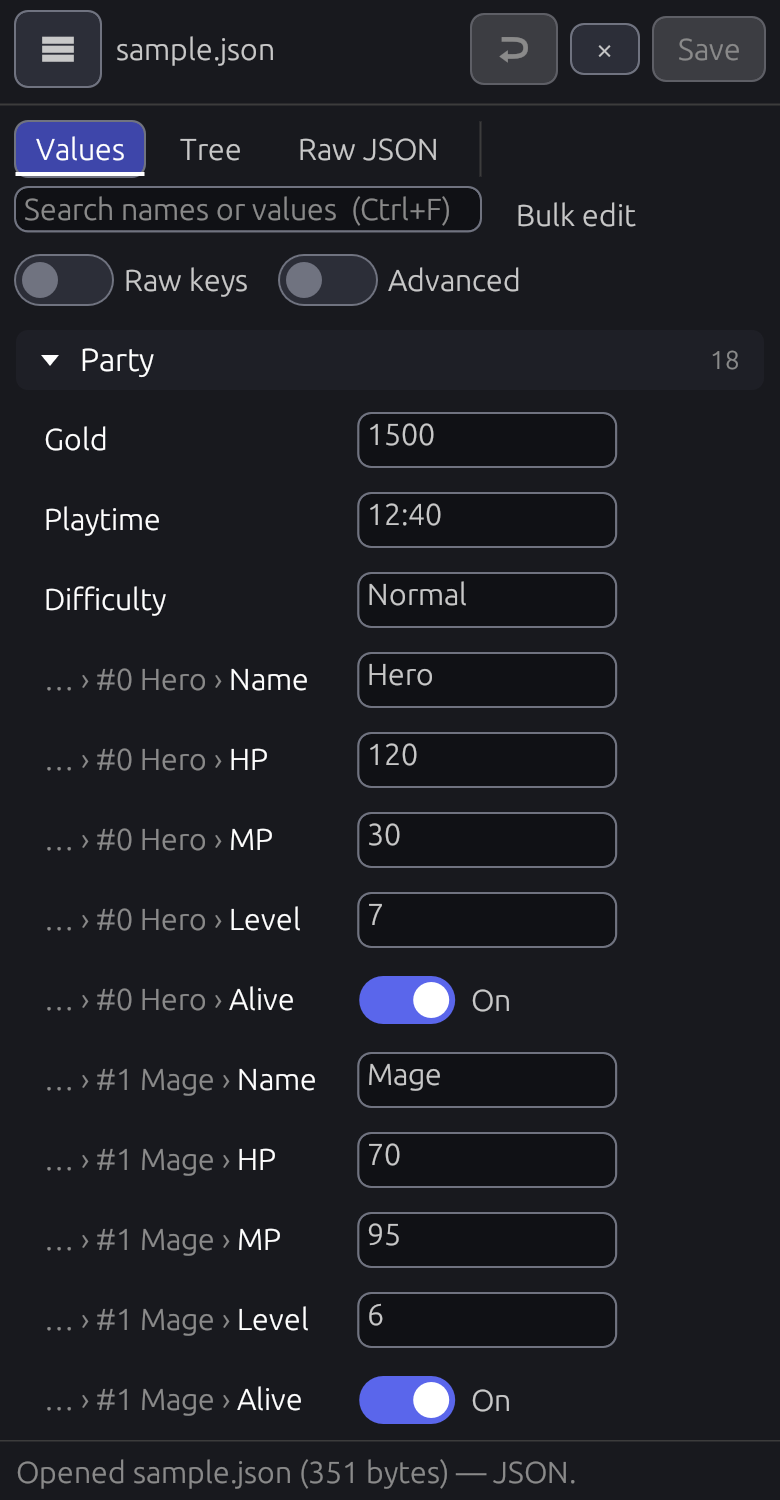 sample.json
×
Save
Values
Tree
Raw JSON
Search names or values (Ctrl+F)
Bulk edit
Raw keys
Advanced
Party
18
Gold
1500
Playtime
12:40
Difficulty
Normal
… › #0 Hero › Name
Hero
… › #0 Hero › HP
120
… › #0 Hero › MP
30
… › #0 Hero › Level
7
… › #0 Hero › Alive
On
… › #1 Mage › Name
Mage
… › #1 Mage › HP
70
… › #1 Mage › MP
95
… › #1 Mage › Level
6
… › #1 Mage › Alive
On
Opened sample.json (351 bytes) — JSON.